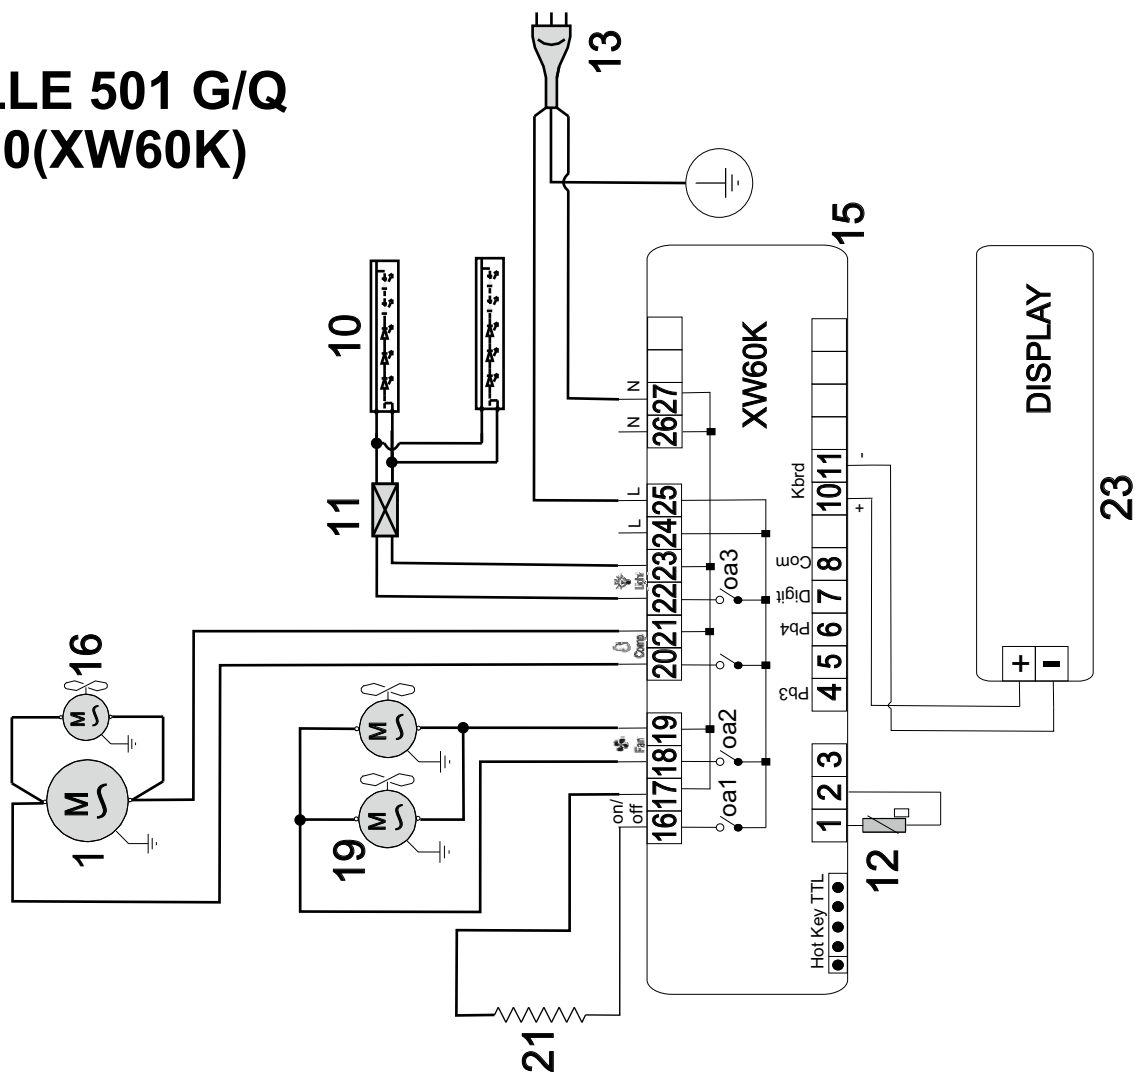 LLE 501 G/Q
0(XW60K)
13
15
10
11
16
1
19
21
12
23
XW60K
DISPLAY
+
-
N
N
27
26
L
L
25
24
23
22
21
20
19
18
17
16
Light
Comp.
Fan
on/
off
oa3
oa2
oa1
Kbrd
11
10
-
+
Com
8
Digit
7
Pb4
6
5
Pb3
4
3
2
1
Hot Key TTL
M
M
M
M